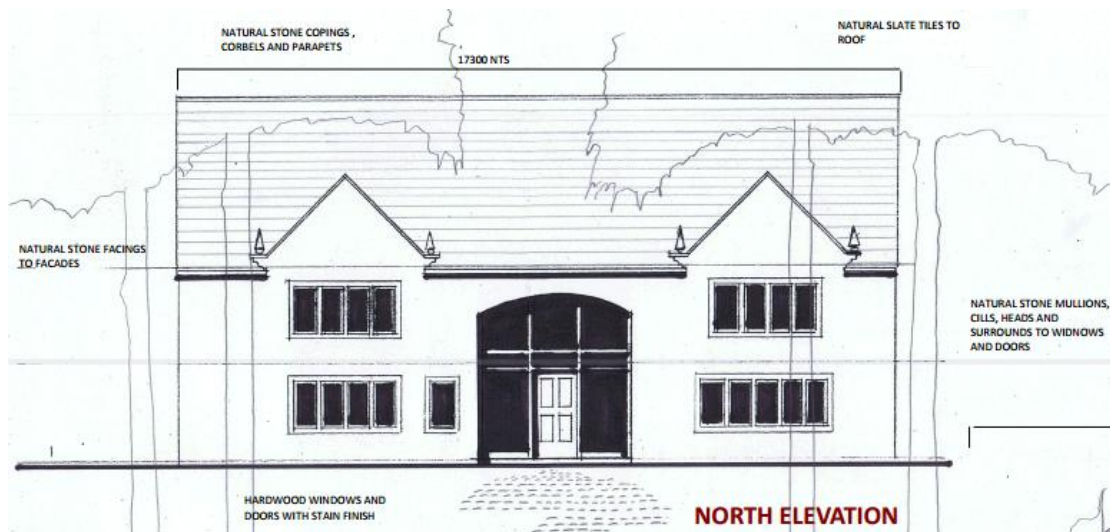 NATURAL STONE COPINGS ,
CORBELS AND PARAPETS
NATURAL SLATE TILES TO
ROOF
17300 NTS
NATURAL STONE FACINGS
TO FACADES
NATURAL STONE MULLIONS,
CILLS, HEADS AND
SURROUNDS TO WIDNOWS
AND DOORS
HARDWOOD WINDOWS AND
DOORS WITH STAIN FINISH
NORTH ELEVATION